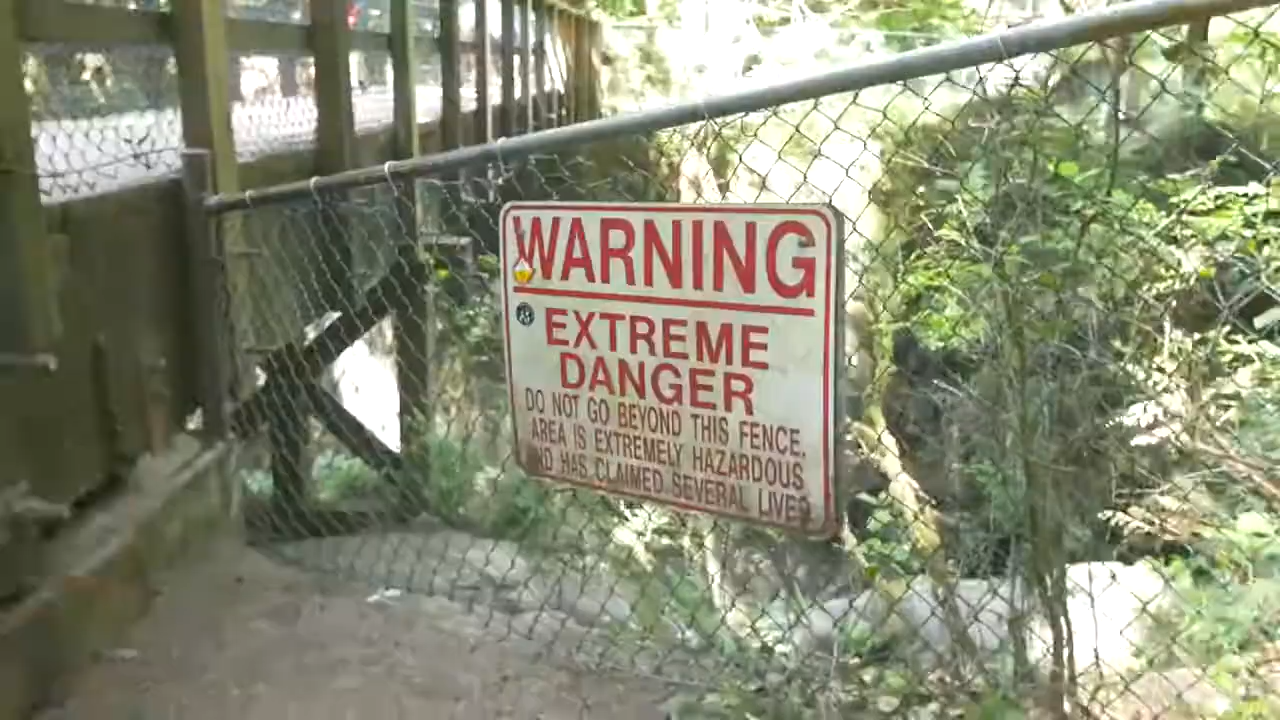 WARNING
EXTREME
DANGER
DO NOT GO BEYOND THIS FENCE.
AREA IS EXTREMELY HAZARDOUS
AND HAS CLAIMED SEVERAL LIVES